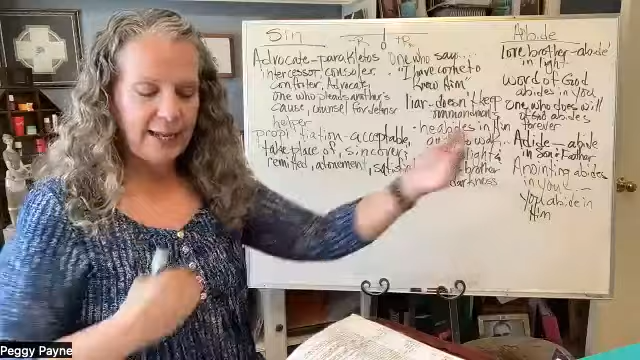 Sin
Advocate-parakletos
intercessor, consoler
comforter, Advocate
one who pleads another's
cause, counsel for defense
helper
propitiation-acceptable,
take place of, sin covers
remitted, atonement,
One who say...
"I have come to
know Him"
liar-doesn't keep
commandments
he abides in Him
light
brother
darkness
Abide
love brother-abide
in light
word of God
abides in you
one who does will
of God abides
forever
abide
in Son & Father
Anointing abides
in you
You abide in
Him
Peggy Payne